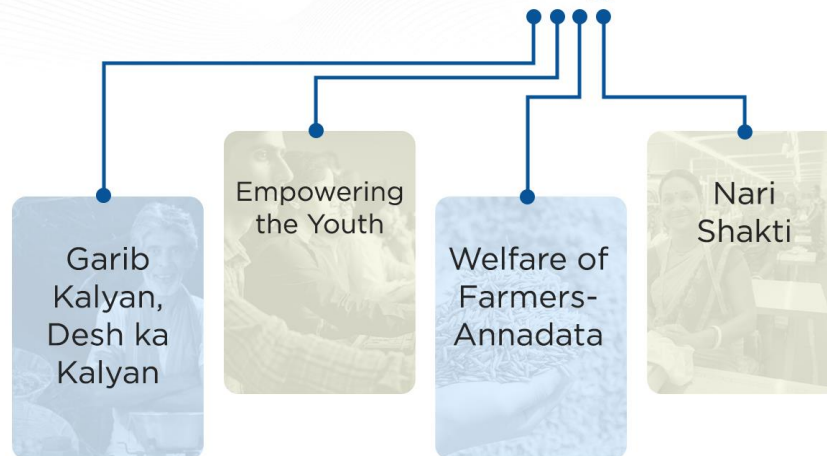 Garib
Kalyan,
Desh ka
Kalyan
Empowering
the Youth
Welfare of
Farmers-
Annadata
Nari
Shakti